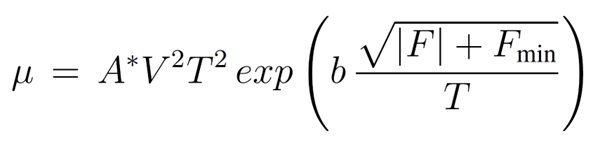 μ = A*V²T² exp ( b √(|F| + F_min) / T )